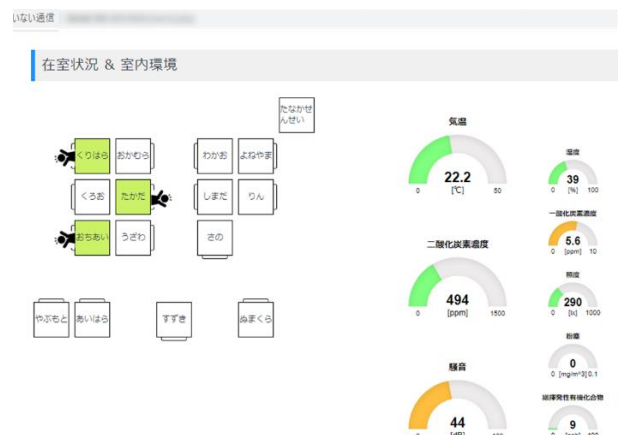 いない通信
在室状況 & 室内環境
たなかせ
んせい
くりはら
おかむら
わかお
よねやま
くろお
たかだ
しまだ
りん
おちあい
うざわ
さの
やぶもと
あいはら
すずき
ぬまくら
気温
22.2
0 [℃] 50
湿度
39
0 [%] 100
一酸化炭素濃度
5.6
0 [ppm] 10
二酸化炭素濃度
494
0 [ppm] 1500
照度
290
0 [lx] 1000
粉塵
0
0 [mg/m^3] 0.1
騒音
44
総揮発性有機化合物
9